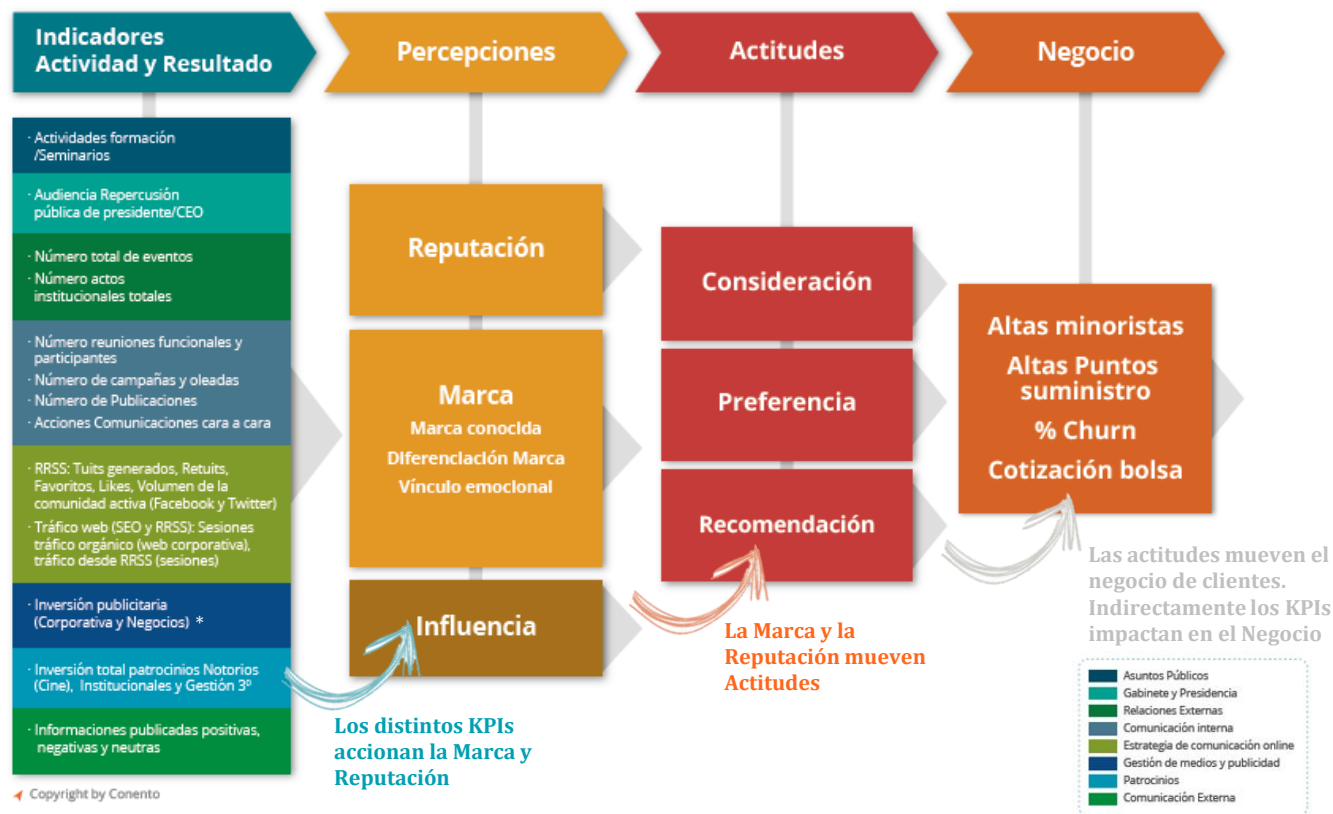 Indicadores
Actividad y Resultado
Percepciones
Actitudes
Negocio
· Actividades formación
/Seminarios
· Audiencia Repercusión
pública de presidente/CEO
· Número total de eventos
· Número actos
institucionales totales
· Número reuniones funcionales y
participantes
· Número de campañas y oleadas
· Número de Publicaciones
· Acciones Comunicaciones cara a cara
· RRSS: Tuits generados, Retuits,
Favoritos, Likes, Volumen de la
comunidad activa (Facebook y Twitter)
· Tráfico web (SEO y RRSS): Sesiones
tráfico orgánico (web corporativa),
tráfico desde RRSS (sesiones)
· Inversión publicitaria
(Corporativa y Negocios) *
· Inversión total patrocinios Notorios
(Cine), Institucionales y Gestión 3º
· Informaciones publicadas positivas,
negativas y neutras
Copyright by Conento
Reputación
Marca
Marca conocida
Diferenciación Marca
Vínculo emocional
Influencia
Los distintos KPIs
accionan la Marca y
Reputación
Consideración
Preferencia
Recomendación
La Marca y la
Reputación mueven
Actitudes
Altas minoristas
Altas Puntos
suministro
% Churn
Cotización bolsa
Las actitudes mueven el
negocio de clientes.
Indirectamente los KPIs
impactan en el Negocio
Asuntos Públicos
Gabinete y Presidencia
Relaciones Externas
Comunicación interna
Estrategia de comunicación online
Gestión de medios y publicidad
Patrocinios
Comunicación Externa